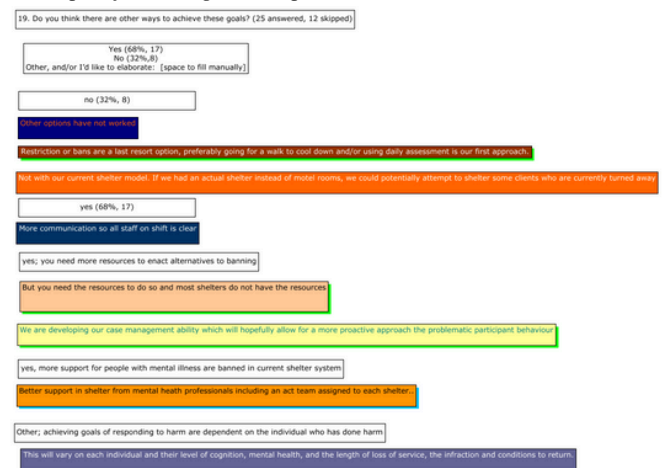 19. Do you think there are other ways to achieve these goals? (25 answered, 12 skipped)
Yes (68%, 17)
No (32%,8)
Other, and/or I'd like to elaborate: [space to fill manually]
no (32%, 8)
Other options have not worked
Restriction or bans are a last resort option, preferably going for a walk to cool down and/or using daily assessment is our first approach.
Not with our current shelter model. If we had an actual shelter instead of motel rooms, we could potentially attempt to shelter some clients who are currently turned away
yes (68%, 17)
More communication so all staff on shift is clear
yes; you need more resources to enact alternatives to banning
But you need the resources to do so and most shelters do not have the resources
We are developing our case management ability which will hopefully allow for a more proactive approach the problematic participant behaviour
yes, more support for people with mental illness are banned in current shelter system
Better support in shelter from mental heath professionals including an act team assigned to each shelter..
Other; achieving goals of responding to harm are dependent on the individual who has done harm
This will vary on each individual and their level of cognition, mental health, and the length of loss of service, the infraction and conditions to return.